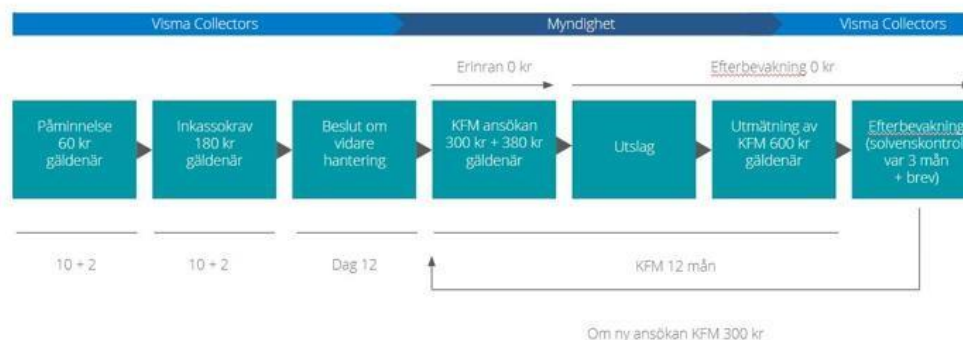 Visma Collectors
Myndighet
Visma Collectors
Erinran 0 kr
Efterbevakning 0 kr
Påminnelse
60 kr
gäldenär
Inkassokrav
180 kr
gäldenär
Beslut om
vidare
hantering
KFM ansökan
300 kr + 380 kr
gäldenär
Utslag
Utmätning av
KFM 600 kr
gäldenär
Efterbevakning
(solvenskontroll
var 3 mån
+ brev)
10 + 2
10 + 2
Dag 12
KFM 12 mån
Om ny ansökan KFM 300 kr